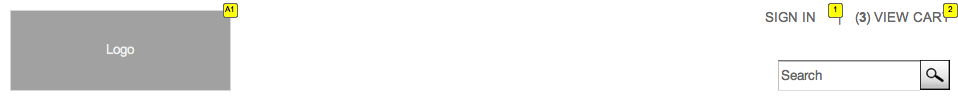 A1
Logo
SIGN IN 1 | (3) VIEW CART 2
Search